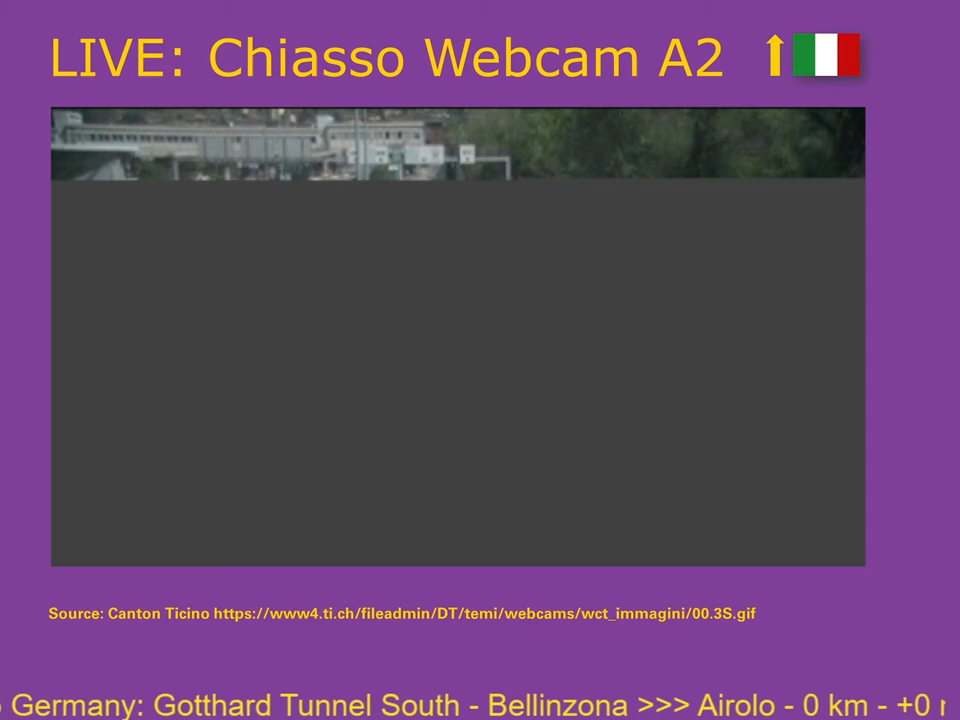 LIVE: Chiasso Webcam A2
Source: Canton Ticino https://www4.ti.ch/fileadmin/DT/temi/webcams/wct_immagini/00.3S.gif
Germany: Gotthard Tunnel South - Bellinzona >>> Airolo - 0 km - +0